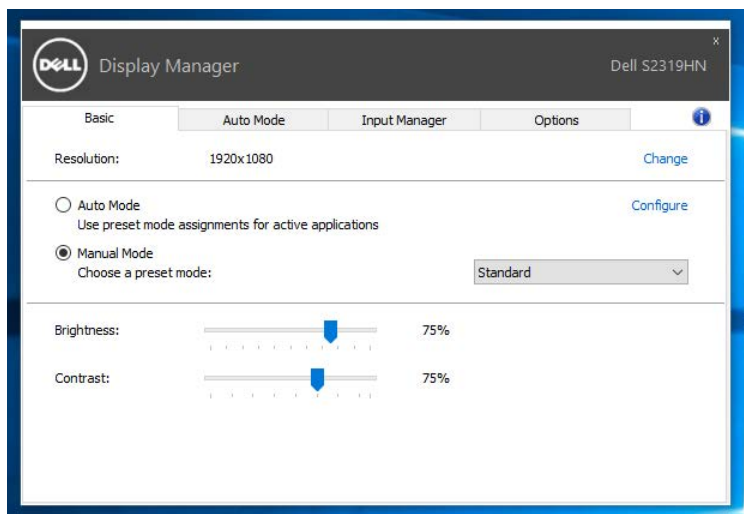 x
DELL Display Manager Dell S2319HN
Basic Auto Mode Input Manager Options i
Resolution: 1920x1080 Change
Auto Mode Configure
Use preset mode assignments for active applications
Manual Mode
Choose a preset mode: Standard
Brightness: 75%
Contrast: 75%